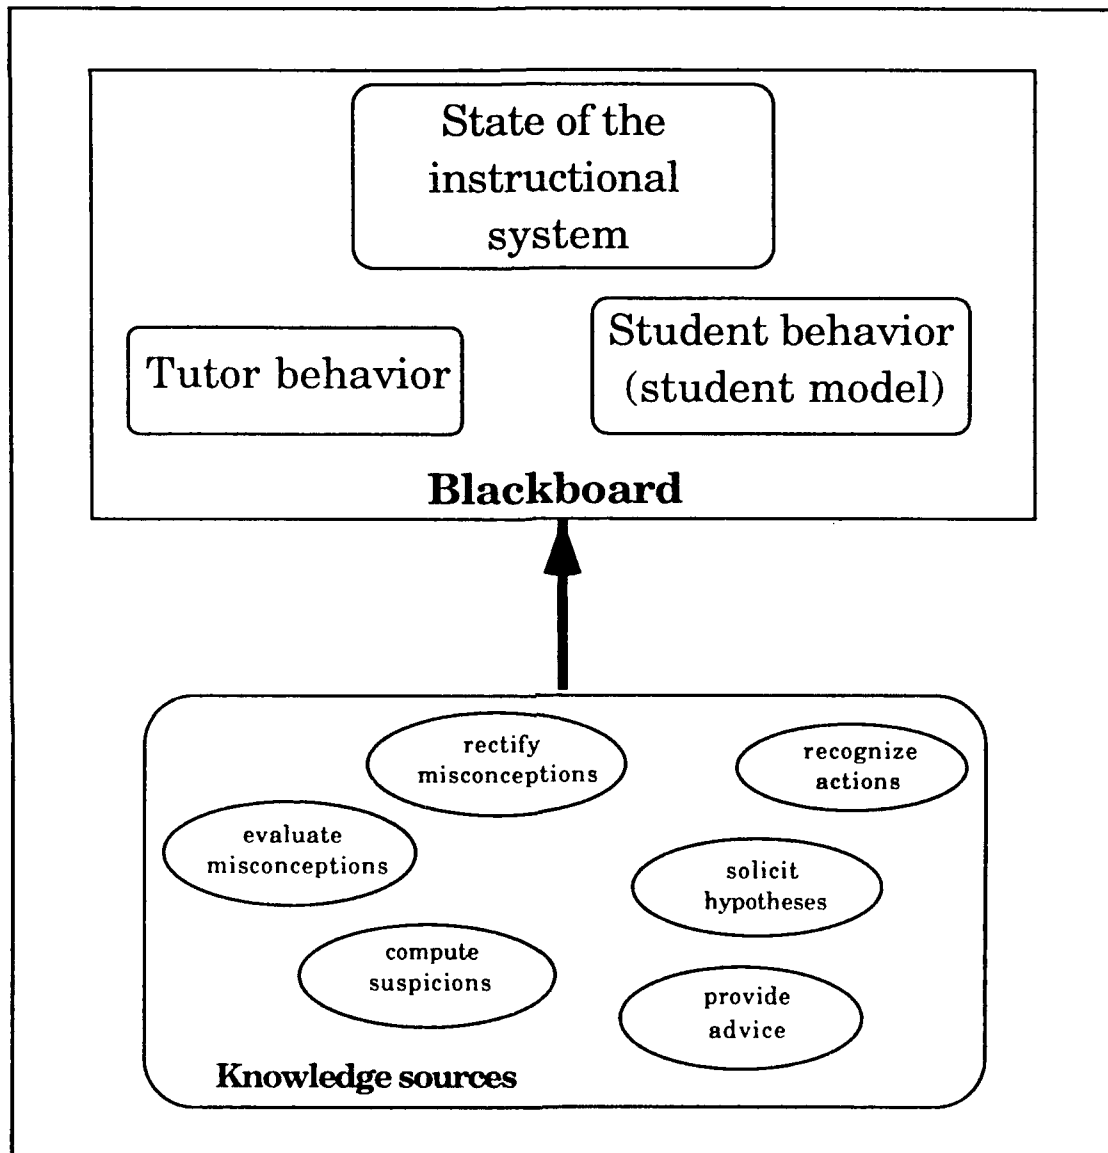 State of the
instructional
system
Tutor behavior
Student behavior
(student model)
Blackboard
rectify
misconceptions
recognize
actions
evaluate
misconceptions
solicit
hypotheses
compute
suspicions
provide
advice
Knowledge sources